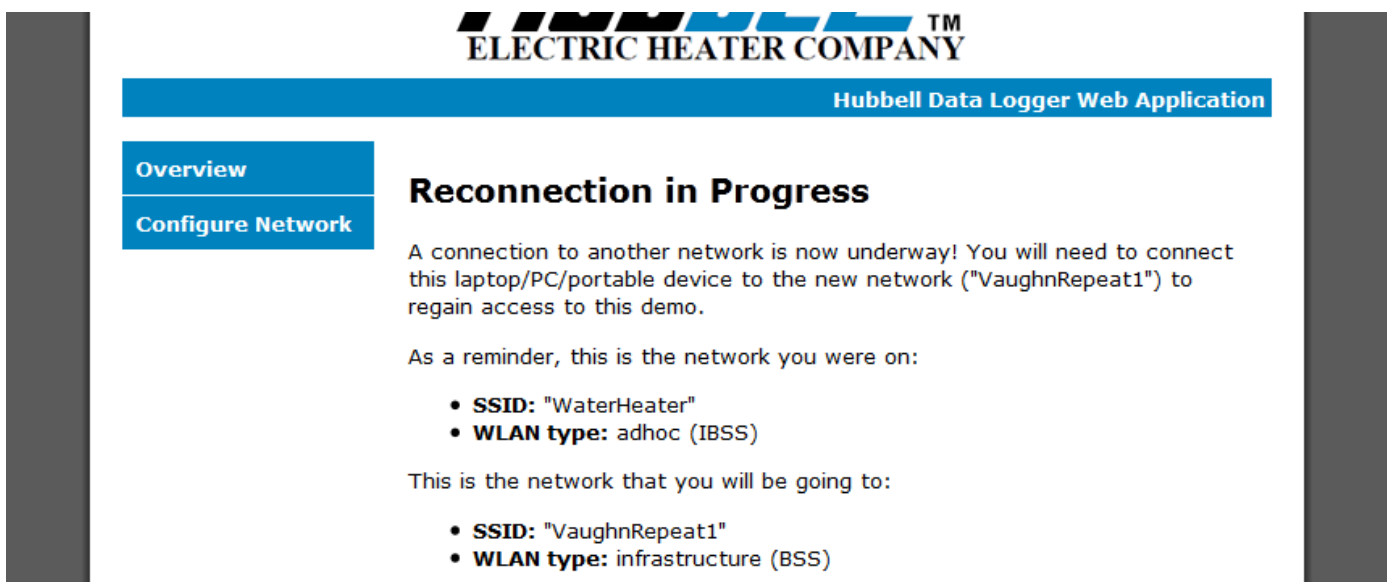 TM
ELECTRIC HEATER COMPANY
Hubbell Data Logger Web Application
Overview
Configure Network
Reconnection in Progress
A connection to another network is now underway! You will need to connect
this laptop/PC/portable device to the new network ("VaughnRepeat1") to
regain access to this demo.
As a reminder, this is the network you were on:
• SSID: "WaterHeater"
• WLAN type: adhoc (IBSS)
This is the network that you will be going to:
• SSID: "VaughnRepeat1"
• WLAN type: infrastructure (BSS)